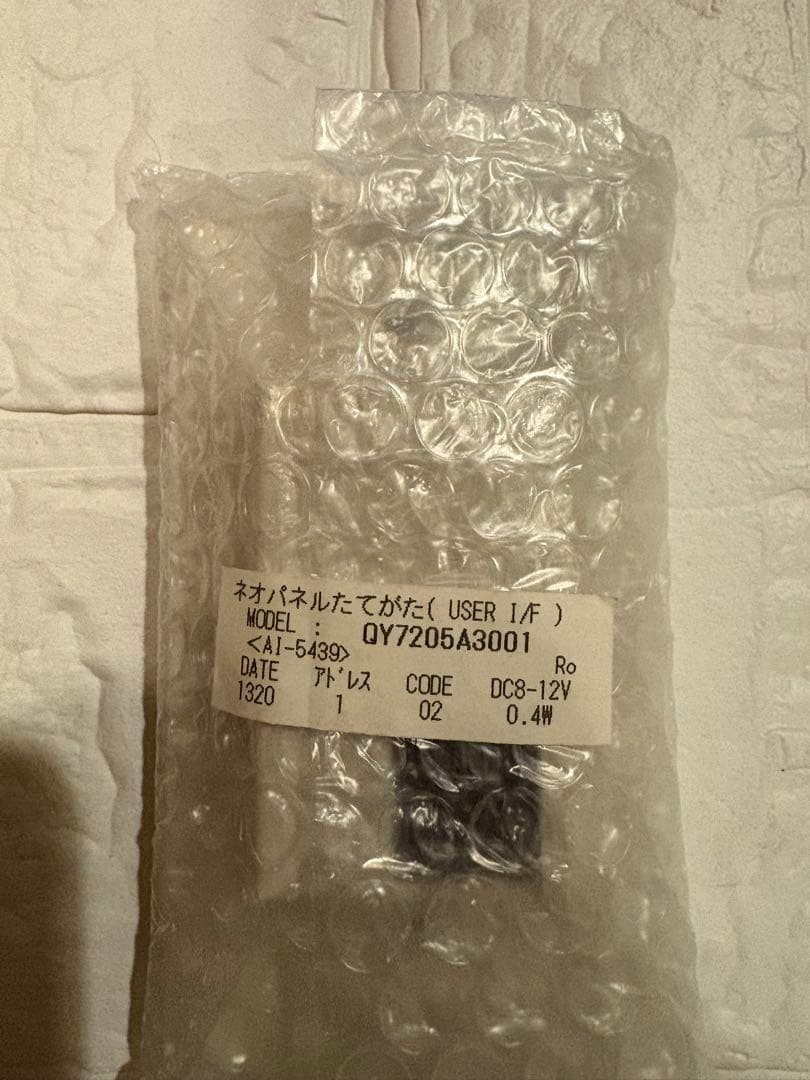 ネオパネルたてがた( USER I/F )
MODEL : QY7205A3001
<AI-5439> Ro
DATE アドレス CODE DC8-12V
1320 1 02 0.4W